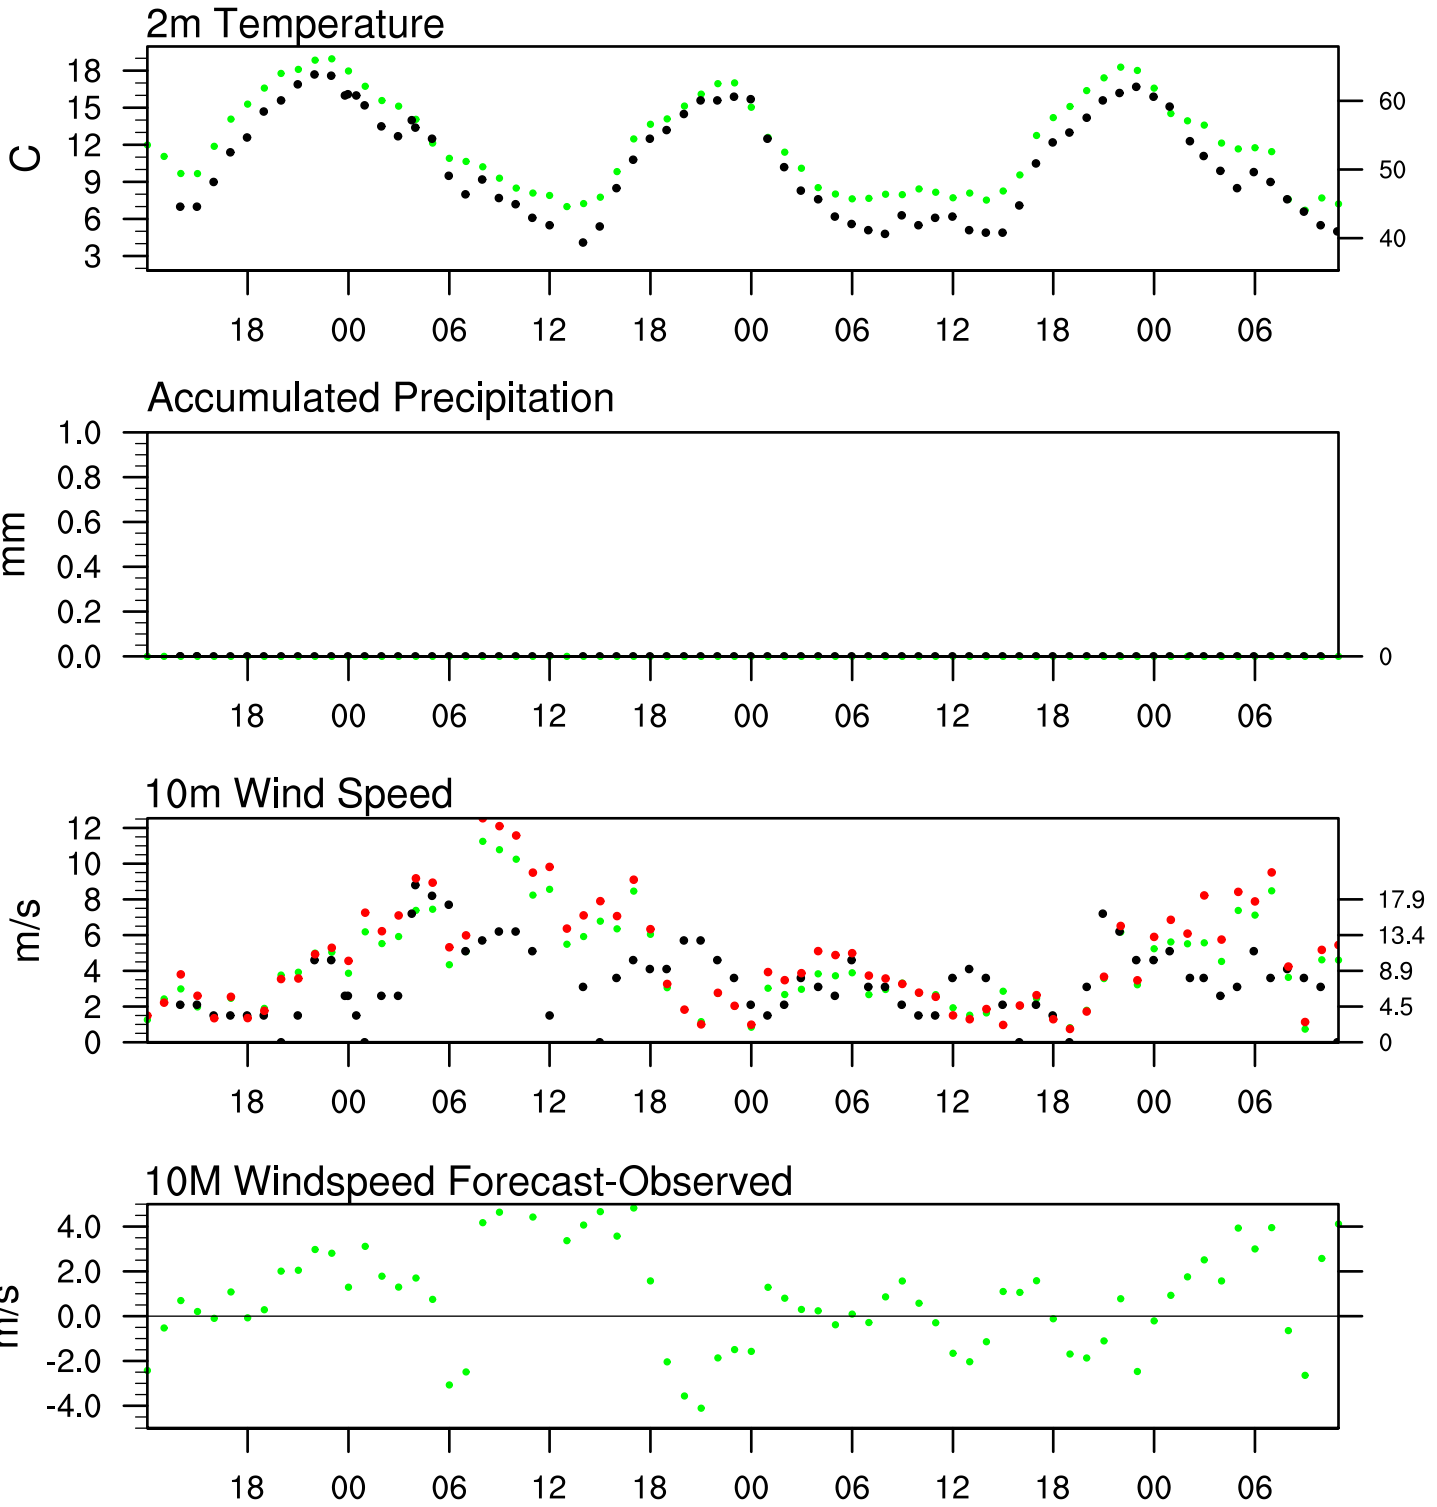 2m Temperature
18
15
12
9
6
3
C
60
50
40
18 00 06 12 18 00 06 12 18 00 06
Accumulated Precipitation
1.0
0.8
0.6
0.4
0.2
0.0
mm
0
18 00 06 12 18 00 06 12 18 00 06
10m Wind Speed
12
10
8
6
4
2
0
m/s
17.9
13.4
8.9
4.5
0
18 00 06 12 18 00 06 12 18 00 06
10M Windspeed Forecast-Observed
4.0
2.0
0.0
-2.0
-4.0
m/s
18 00 06 12 18 00 06 12 18 00 06